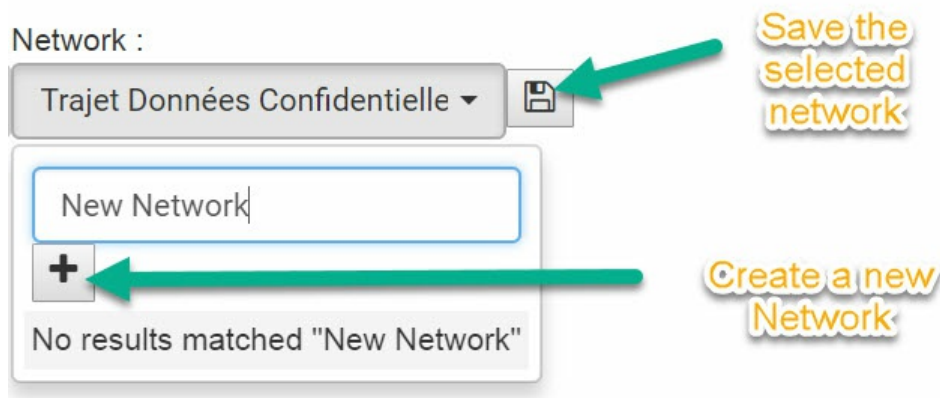 Network :
Trajet Données Confidentielle
Save the
selected
network
New Network
Create a new
Network
No results matched "New Network"